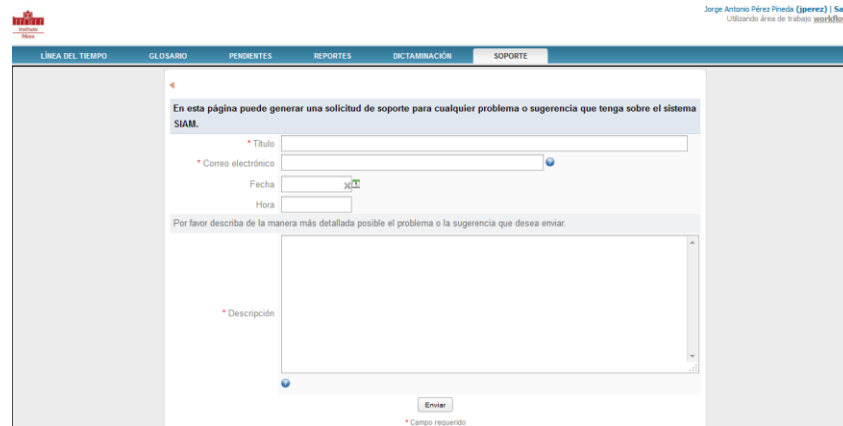 Jorge Antonio Pérez Pineda (jperez) | Sa
Utilizando área de trabajo workflo
Instituto
Mora
LÍNEA DEL TIEMPO GLOSARIO PENDIENTES REPORTES DICTAMINACIÓN SOPORTE
En esta página puede generar una solicitud de soporte para cualquier problema o sugerencia que tenga sobre el sistema
SIAM.
* Título
* Correo electrónico
Fecha
Hora
Por favor describa de la manera más detallada posible el problema o la sugerencia que desea enviar.
* Descripción
Enviar
* Campo requerido